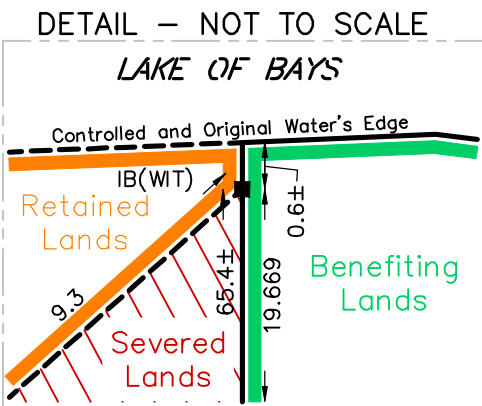 DETAIL - NOT TO SCALE
LAKE OF BAYS
Controlled and Original Water's Edge
IB(WIT)
Retained
Lands
0.6±
65.4±
19.669
9.3
Benefiting
Lands
Severed
Lands